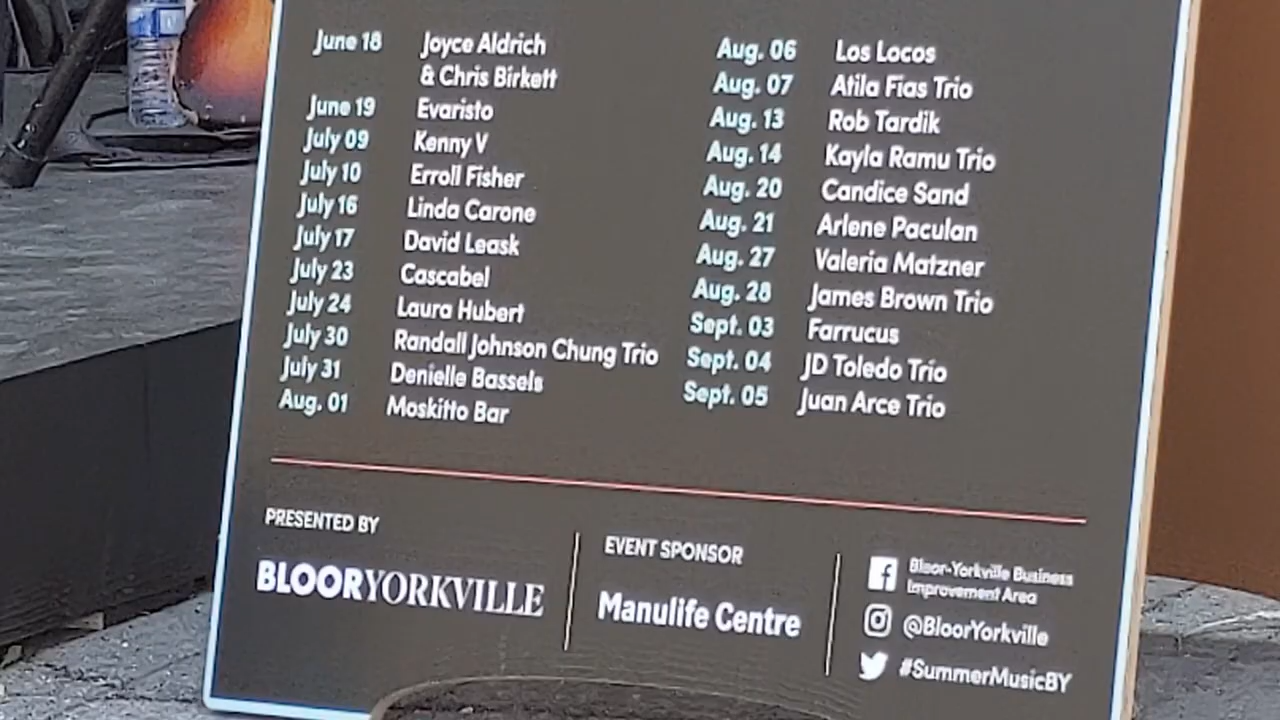 June 18 Joyce Aldrich
& Chris Birkett
June 19 Evaristo
July 09 Kenny V
July 10 Erroll Fisher
July 16 Linda Carone
July 17 David Leask
July 23 Cascabel
July 24 Laura Hubert
July 30 Randall Johnson Chung Trio
July 31 Denielle Bassels
Aug. 01 Moskitto Bar
Aug. 06 Los Locos
Aug. 07 Atila Fias Trio
Aug. 13 Rob Tardik
Aug. 14 Kayla Ramu Trio
Aug. 20 Candice Sand
Aug. 21 Arlene Paculan
Aug. 27 Valeria Matzner
Aug. 28 James Brown Trio
Sept. 03 Farrucus
Sept. 04 JD Toledo Trio
Sept. 05 Juan Arce Trio
PRESENTED BY
BLOORYORKVILLE
EVENT SPONSOR
Manulife Centre
Bloor-Yorkville Business
Improvement Area
@BloorYorkville
#SummerMusicBY